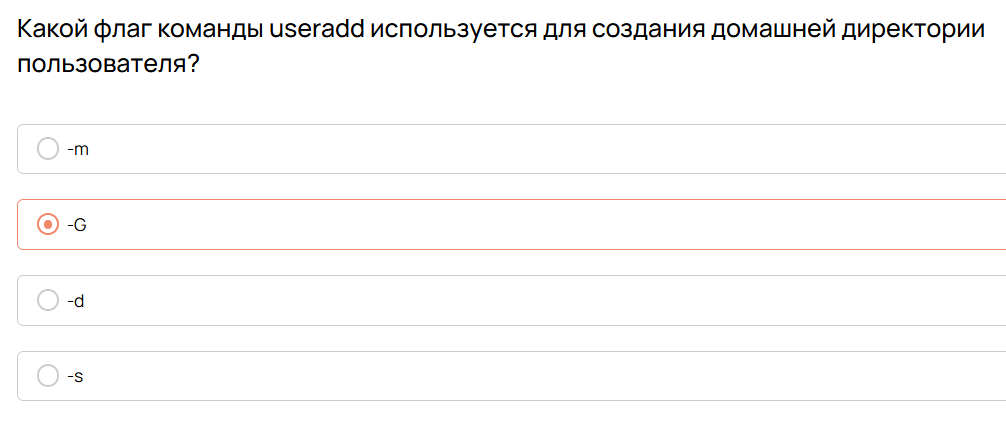 Какой флаг команды useradd используется для создания домашней директории
пользователя?
-m
-G
-d
-s